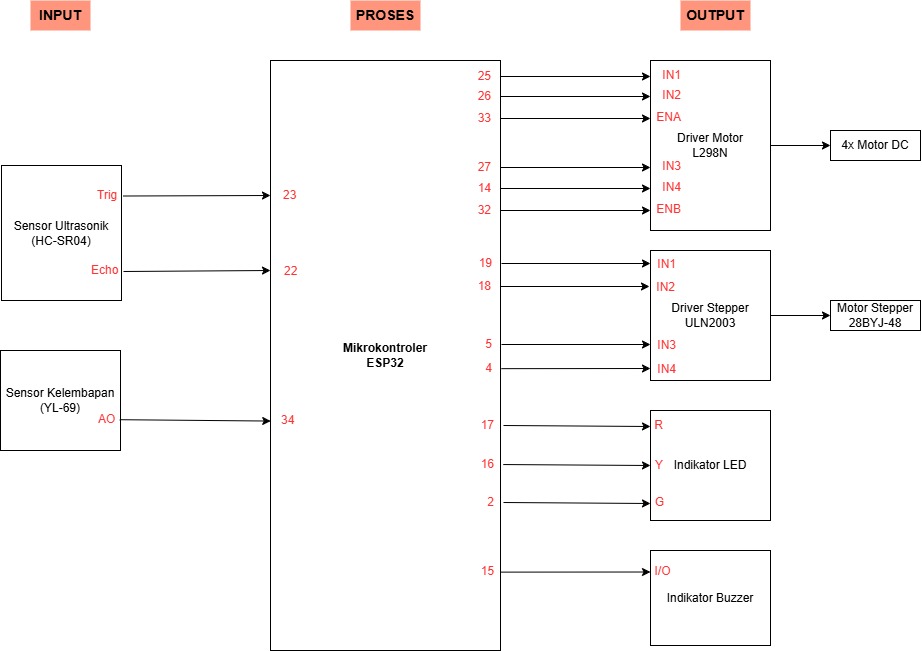 INPUT
PROSES
OUTPUT
Trig
Sensor Ultrasonik
(HC-SR04)
Echo
Sensor Kelembapan
(YL-69)
AO
23
22
34
Mikrokontroler
ESP32
25
26
33
27
14
32
19
18
5
4
17
16
2
15
IN1
IN2
ENA
Driver Motor
L298N
IN3
IN4
ENB
4x Motor DC
IN1
IN2
Driver Stepper
ULN2003
IN3
IN4
Motor Stepper
28BYJ-48
R
Y Indikator LED
G
I/O
Indikator Buzzer